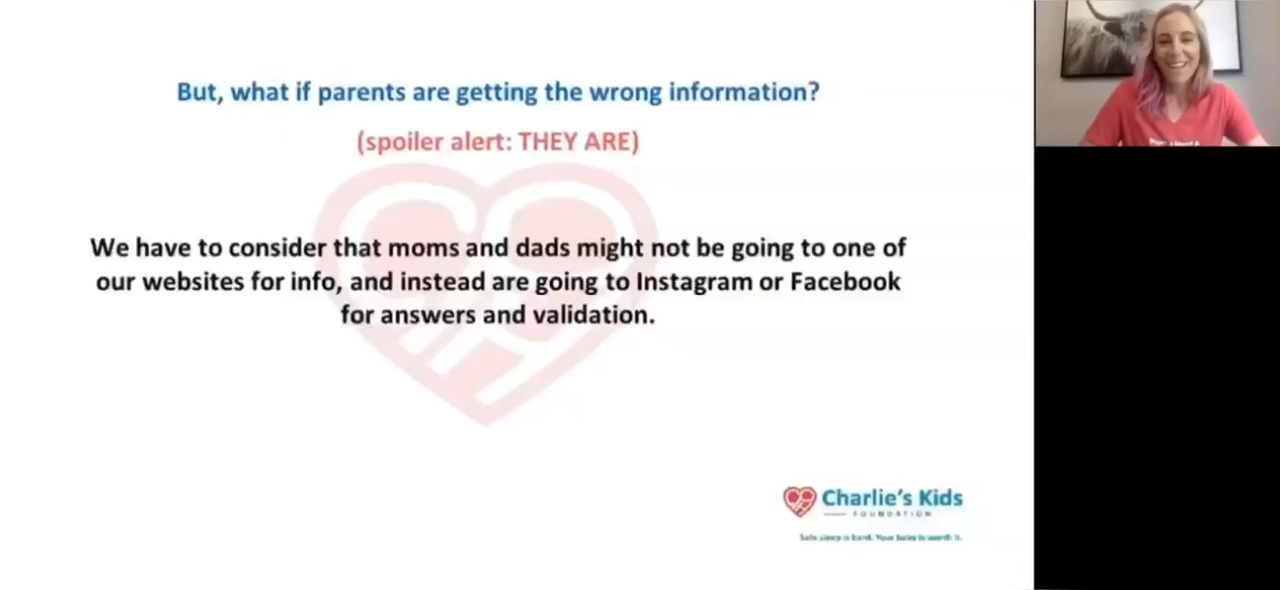 But, what if parents are getting the wrong information?
(spoiler alert: THEY ARE)
We have to consider that moms and dads might not be going to one of
our websites for info, and instead are going to Instagram or Facebook
for answers and validation.
Charlie's Kids
FOUNDATION
Safe sleep is hard. Your baby is worth it.